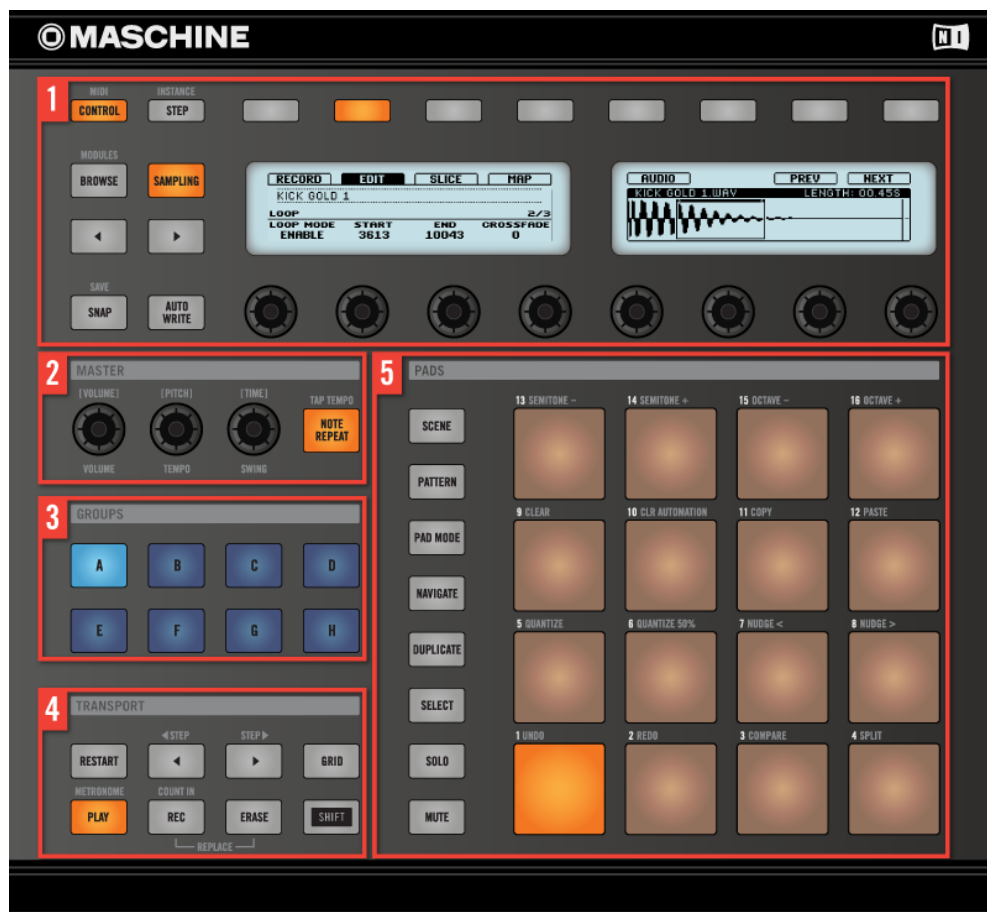 MASCHINE
NI
1
MIDI
INSTANCE
CONTROL
STEP
MODULES
BROWSE
SAMPLING
SAVE
SNAP
AUTO
WRITE
RECORD EDIT SLICE MAP
KICK GOLD 1
LOOP 2/3
LOOP MODE START END CROSSFADE
ENABLE 3613 10043 0
AUDIO PREV NEXT
KICK GOLD 1.WAV LENGTH: 00.45S
2
MASTER
[VOLUME] [PITCH] [TIME] TAP TEMPO
NOTE
REPEAT
VOLUME TEMPO SWING
3
GROUPS
A B C D
E F G H
4
TRANSPORT
◀STEP STEP▶
RESTART ◀ ▶ GRID
METRONOME COUNT IN
PLAY REC ERASE SHIFT
REPLACE
5
PADS
SCENE
PATTERN
PAD MODE
NAVIGATE
DUPLICATE
SELECT
SOLO
MUTE
13 SEMITONE − 14 SEMITONE + 15 OCTAVE − 16 OCTAVE +
9 CLEAR 10 CLR AUTOMATION 11 COPY 12 PASTE
5 QUANTIZE 6 QUANTIZE 50% 7 NUDGE < 8 NUDGE >
1 UNDO 2 REDO 3 COMPARE 4 SPLIT